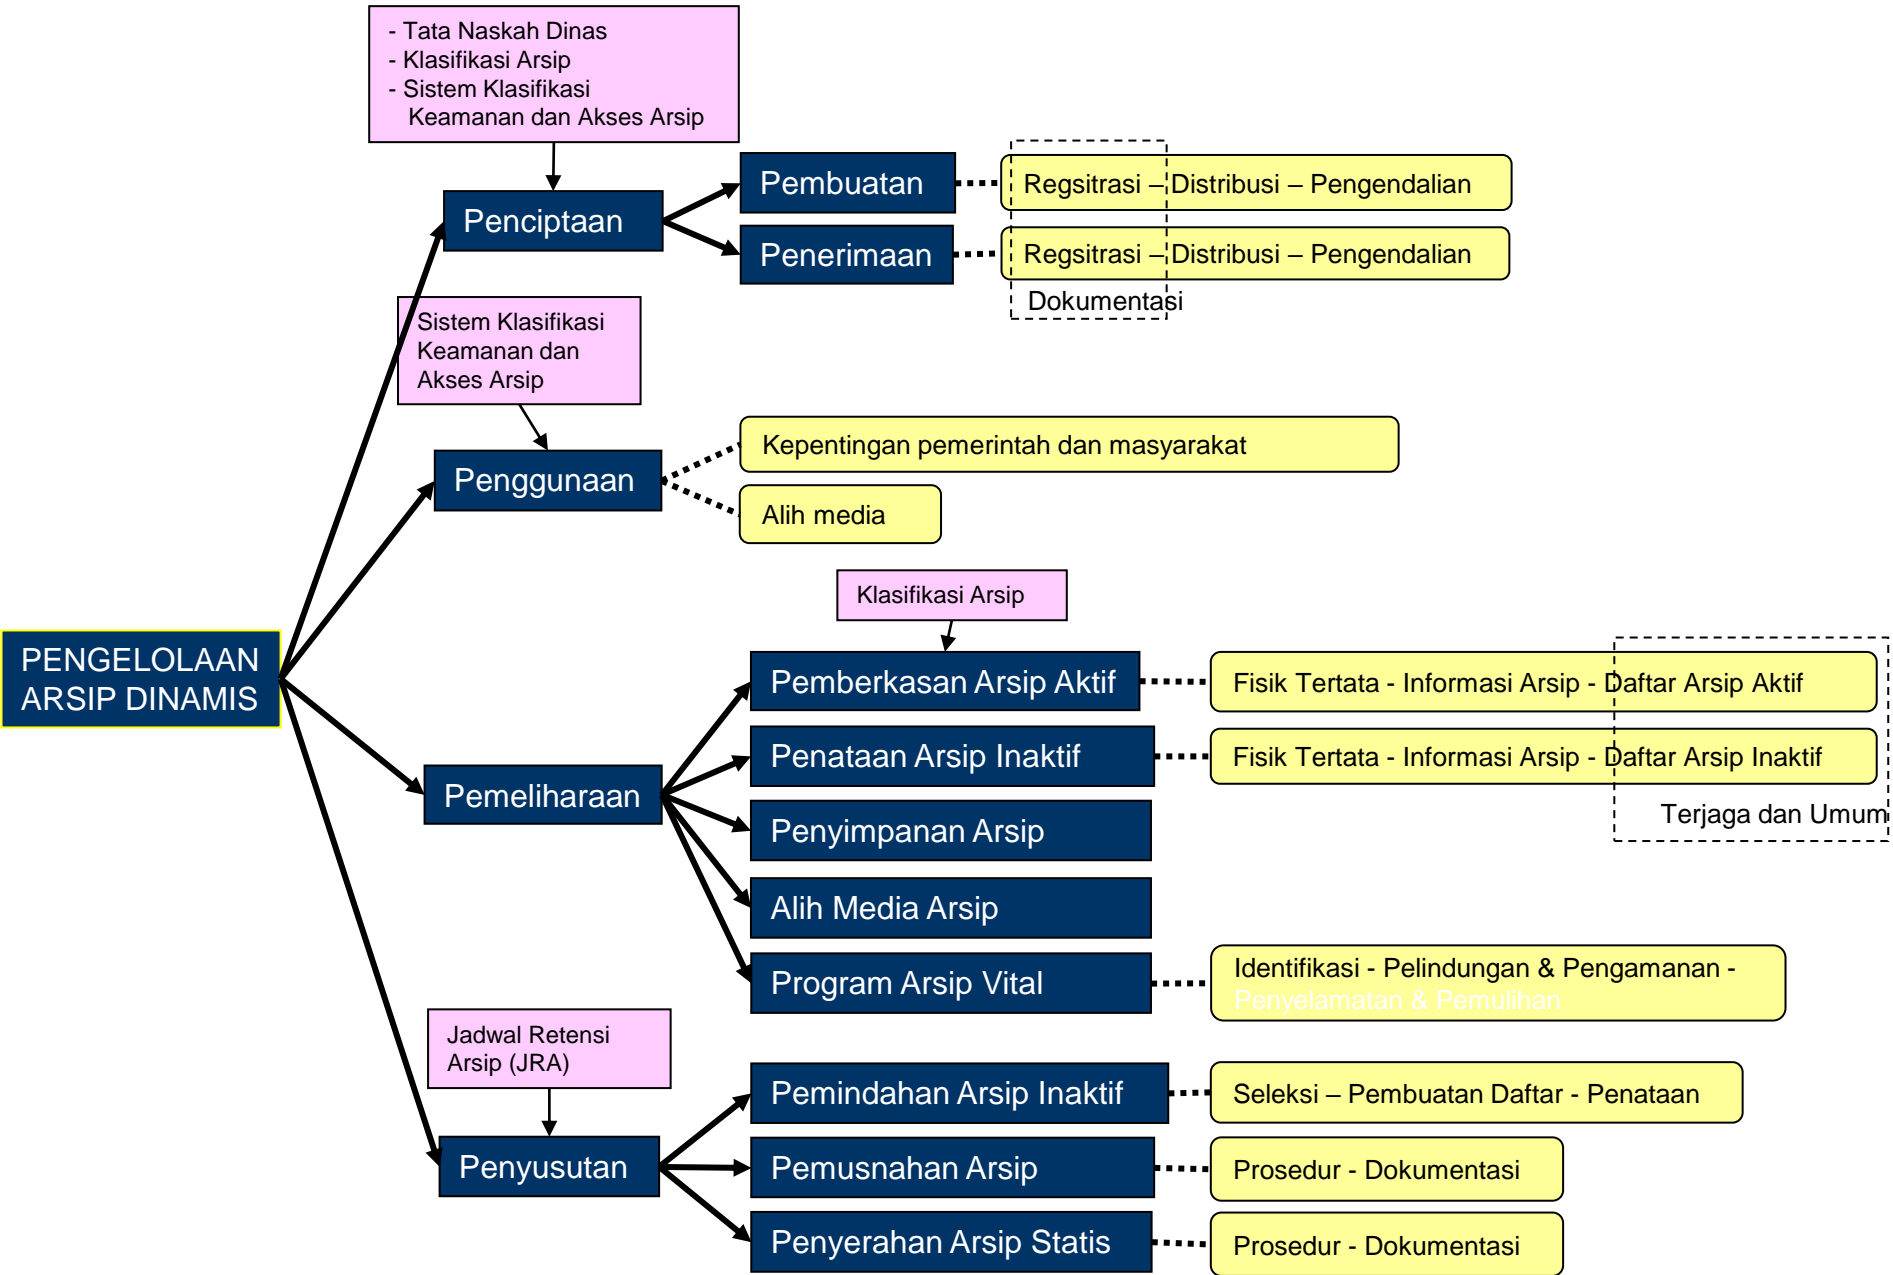 - Tata Naskah Dinas
- Klasifikasi Arsip
- Sistem Klasifikasi
Keamanan dan Akses Arsip
Penciptaan
Pembuatan
Regsitrasi – Distribusi – Pengendalian
Penerimaan
Regsitrasi – Distribusi – Pengendalian
Dokumentasi
Sistem Klasifikasi
Keamanan dan
Akses Arsip
Penggunaan
Kepentingan pemerintah dan masyarakat
Alih media
PENGELOLAAN
ARSIP DINAMIS
Klasifikasi Arsip
Pemeliharaan
Pemberkasan Arsip Aktif
Fisik Tertata - Informasi Arsip - Daftar Arsip Aktif
Penataan Arsip Inaktif
Fisik Tertata - Informasi Arsip - Daftar Arsip Inaktif
Terjaga dan Umum
Penyimpanan Arsip
Alih Media Arsip
Program Arsip Vital
Identifikasi - Pelindungan & Pengamanan -
Penyelamatan & Pemulihan
Jadwal Retensi
Arsip (JRA)
Penyusutan
Pemindahan Arsip Inaktif
Seleksi – Pembuatan Daftar - Penataan
Pemusnahan Arsip
Prosedur - Dokumentasi
Penyerahan Arsip Statis
Prosedur - Dokumentasi